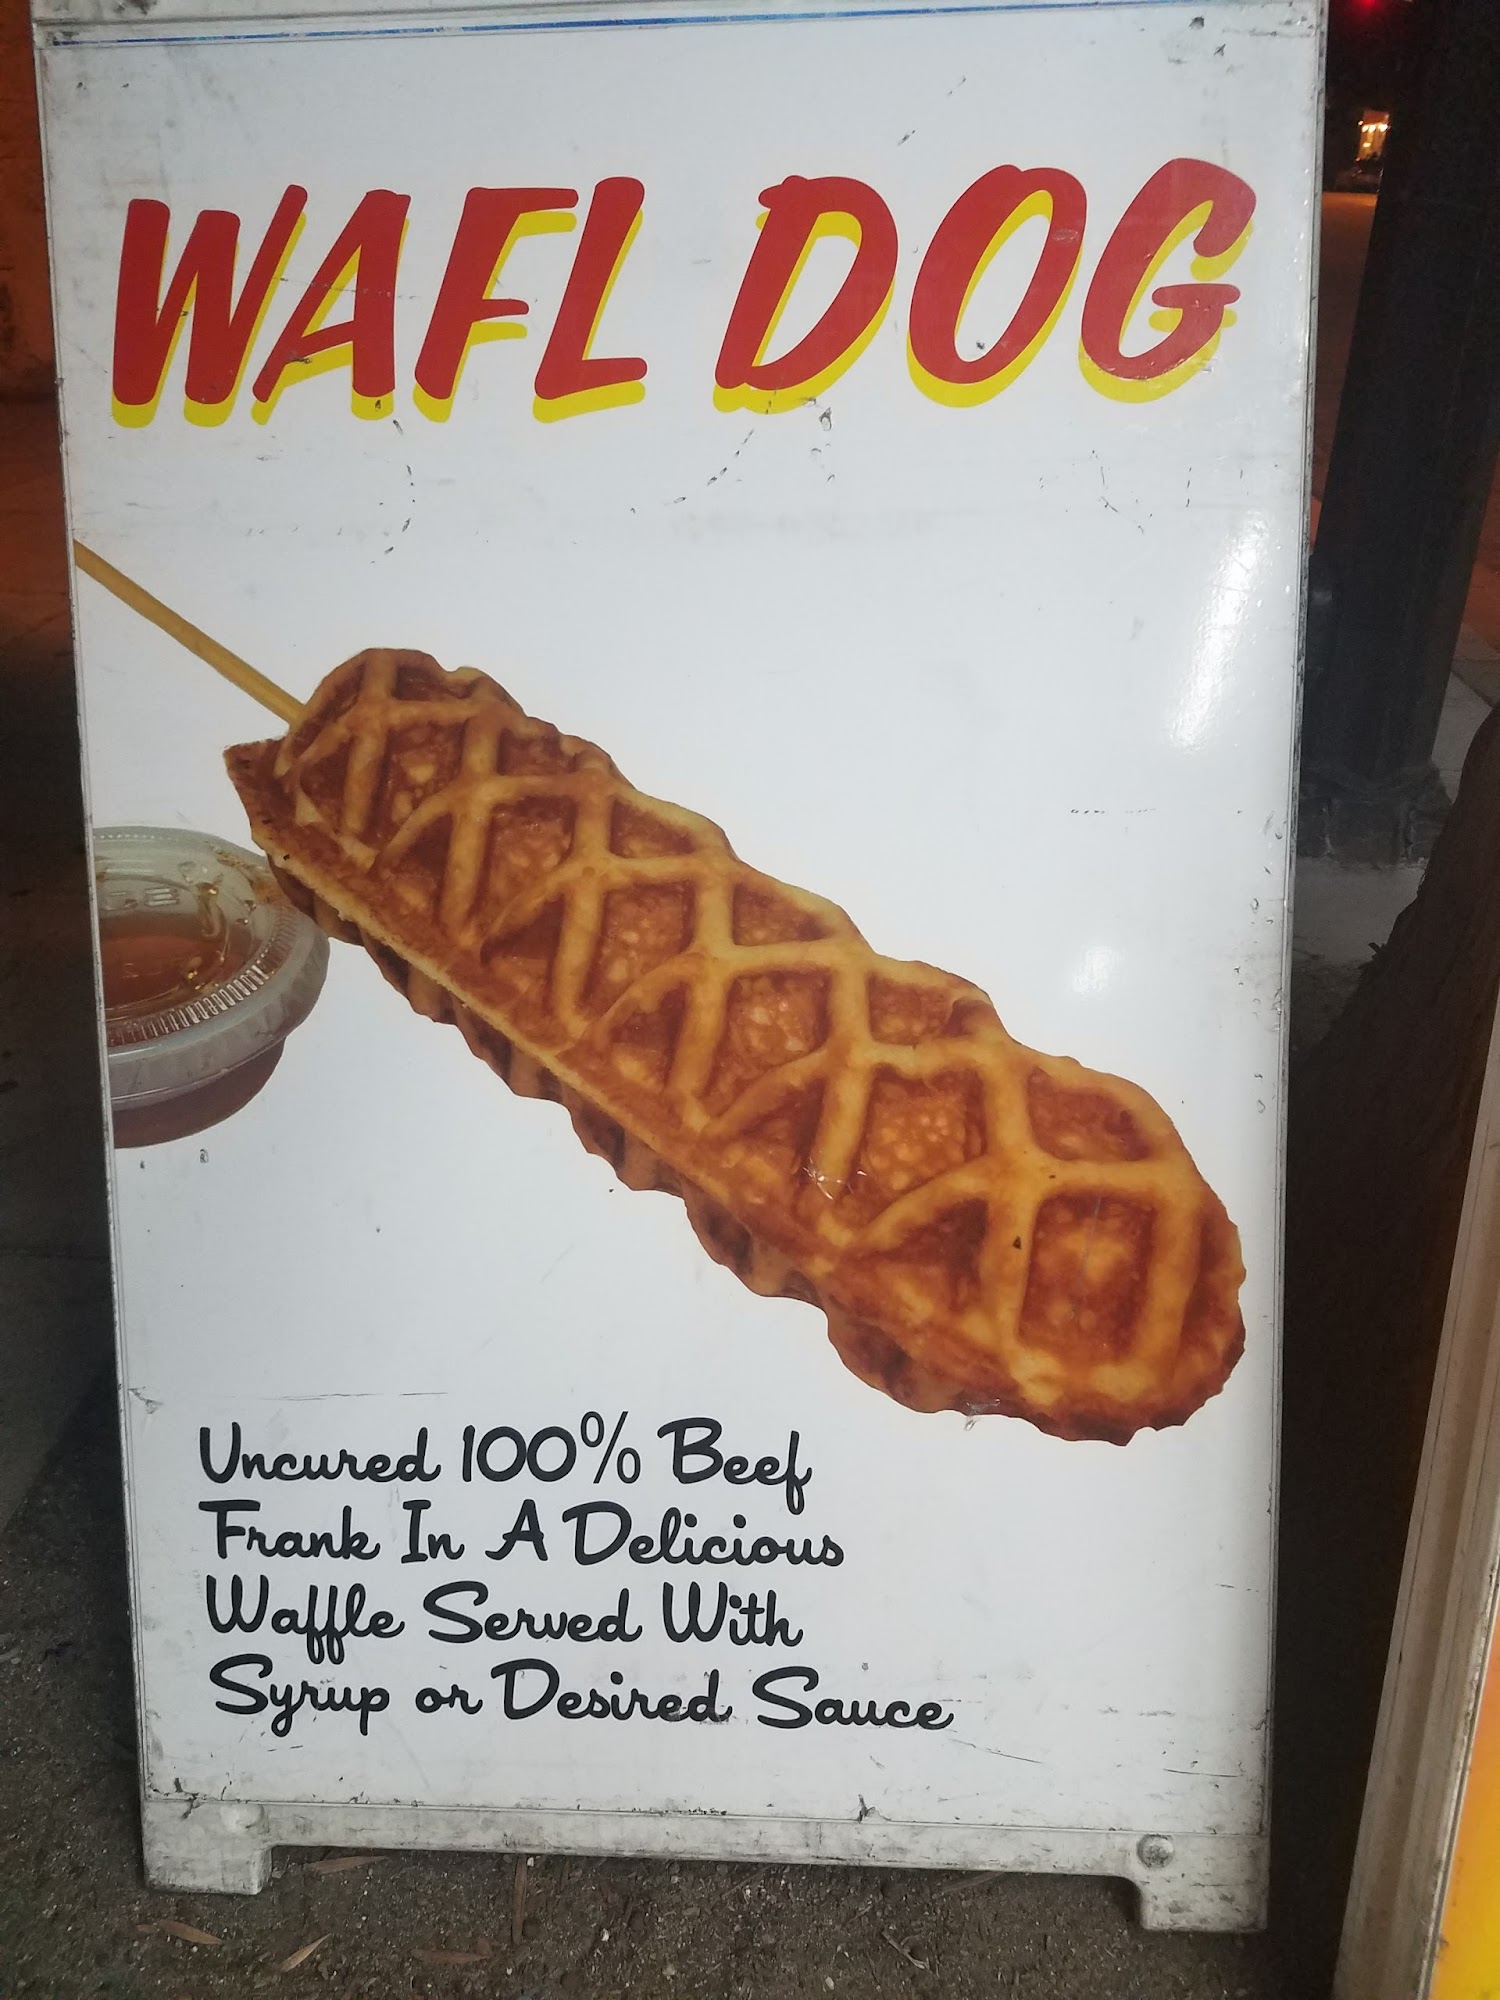 WAFL DOG
Uncured 100% Beef
Frank In A Delicious
Waffle Served With
Syrup or Desired Sauce